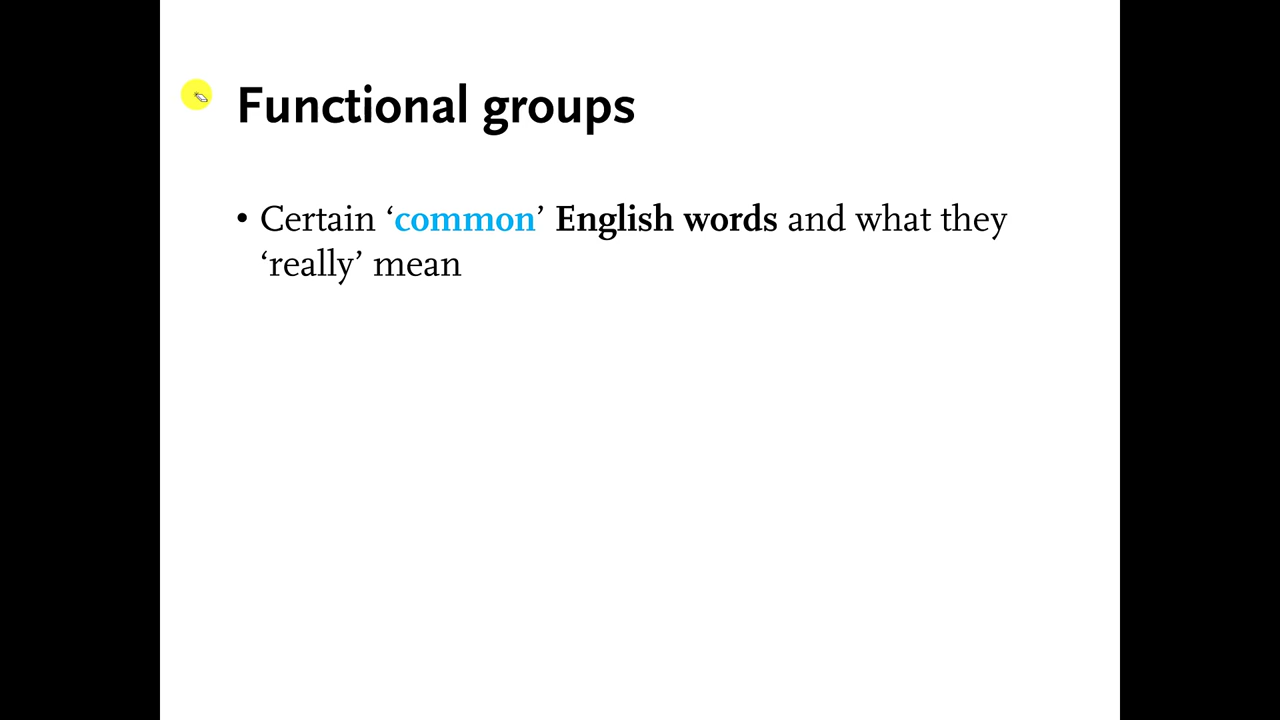 Functional groups
• Certain ‘common’ English words and what they
‘really’ mean